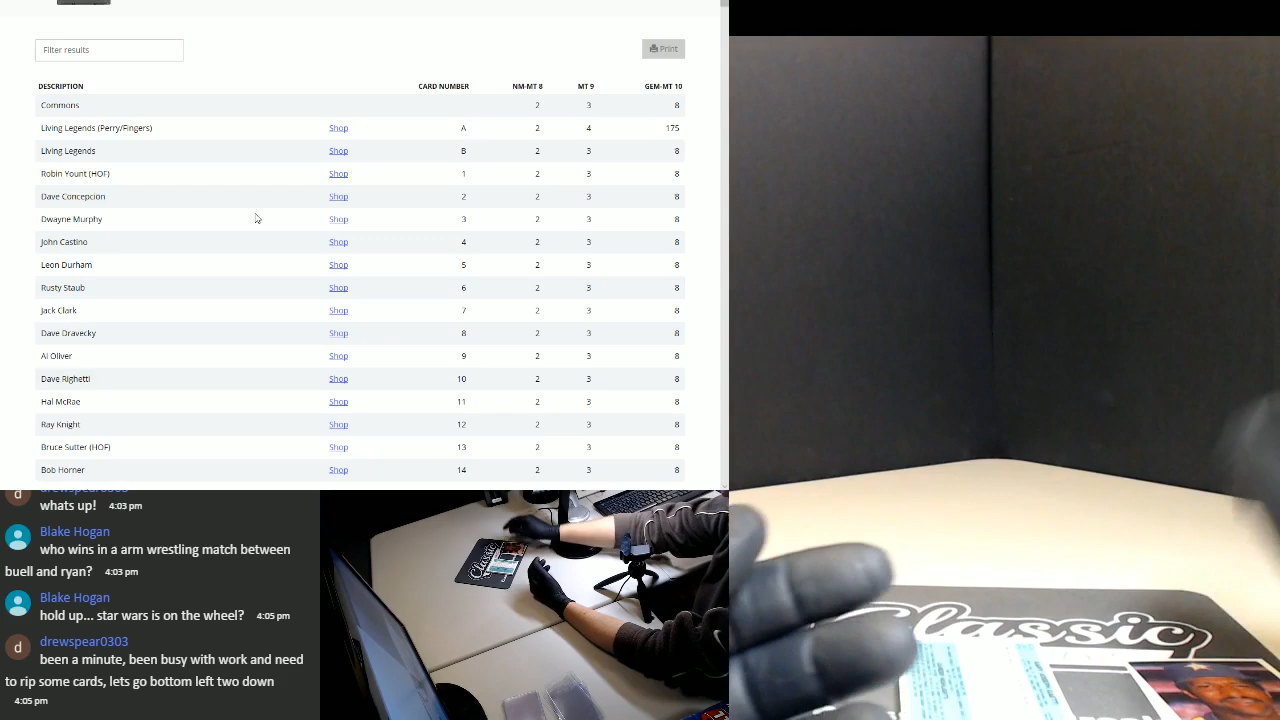 Filter results
Print
DESCRIPTION CARD NUMBER NM-MT 8 MT 9 GEM-MT 10
Commons 2 3 8
Living Legends (Perry/Fingers) Shop A 2 4 175
Living Legends Shop B 2 3 8
Robin Yount (HOF) Shop 1 2 3 8
Dave Concepcion Shop 2 2 3 8
Dwayne Murphy Shop 3 2 3 8
John Castino Shop 4 2 3 8
Leon Durham Shop 5 2 3 8
Rusty Staub Shop 6 2 3 8
Jack Clark Shop 7 2 3 8
Dave Dravecky Shop 8 2 3 8
Al Oliver Shop 9 2 3 8
Dave Righetti Shop 10 2 3 8
Hal McRae Shop 11 2 3 8
Ray Knight Shop 12 2 3 8
Bruce Sutter (HOF) Shop 13 2 3 8
Bob Horner Shop 14 2 3 8
d drewspear0303
whats up! 4:03 pm
Blake Hogan
who wins in a arm wrestling match between
buell and ryan? 4:03 pm
Blake Hogan
hold up... star wars is on the wheel? 4:05 pm
d drewspear0303
been a minute, been busy with work and need
to rip some cards, lets go bottom left two down
4:05 pm
Classic
Classic